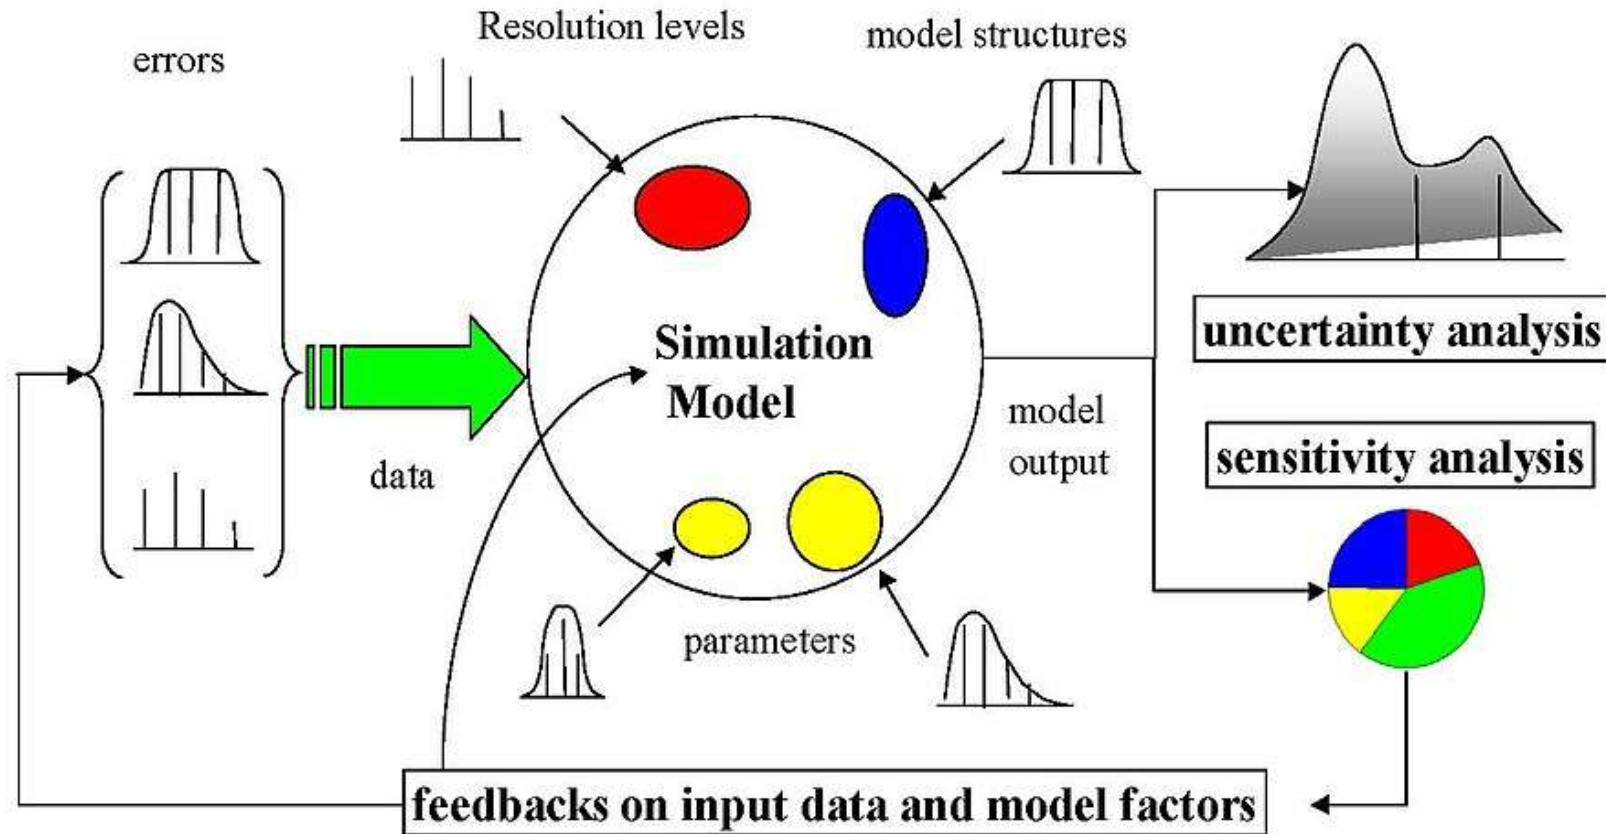 errors
Resolution levels
model structures
Simulation
Model
data
model
output
parameters
uncertainty analysis
sensitivity analysis
feedbacks on input data and model factors